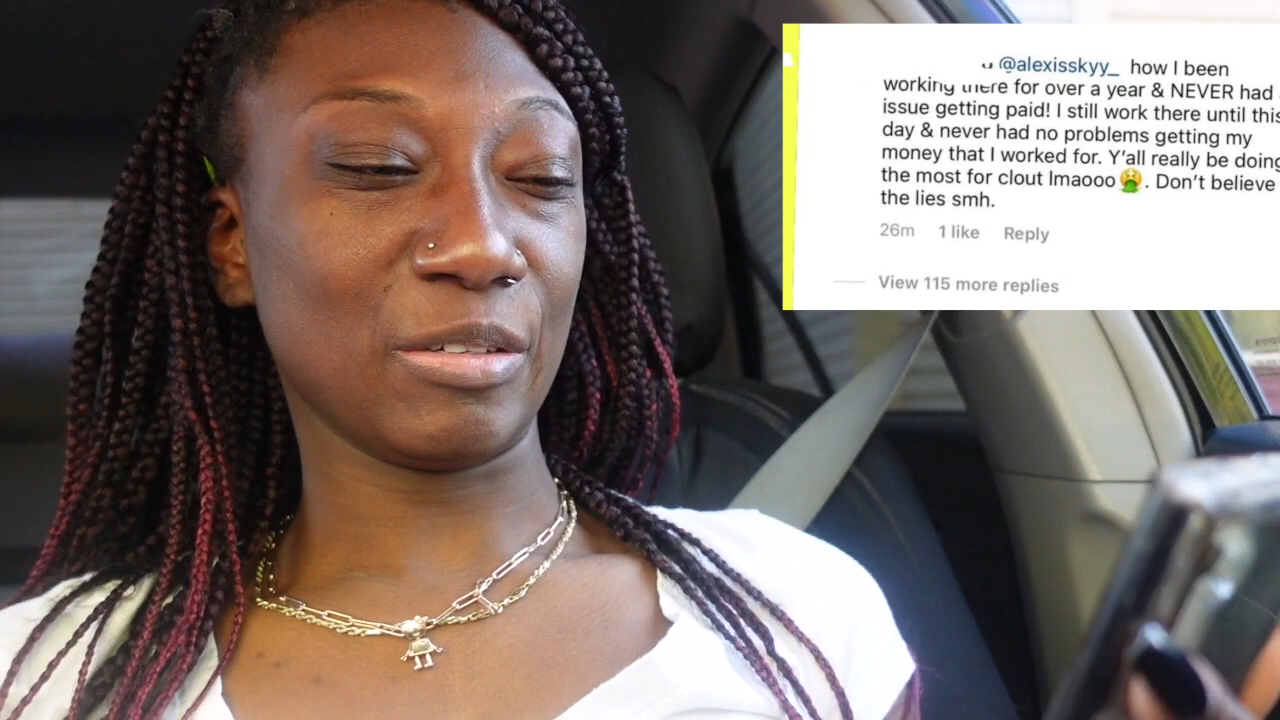 @alexisskyy_ how I been
working there for over a year & NEVER had
issue getting paid! I still work there until this
day & never had no problems getting my
money that I worked for. Y'all really be doing
the most for clout lmaooo🤮. Don't believe
the lies smh.
26m 1 like Reply
View 115 more replies